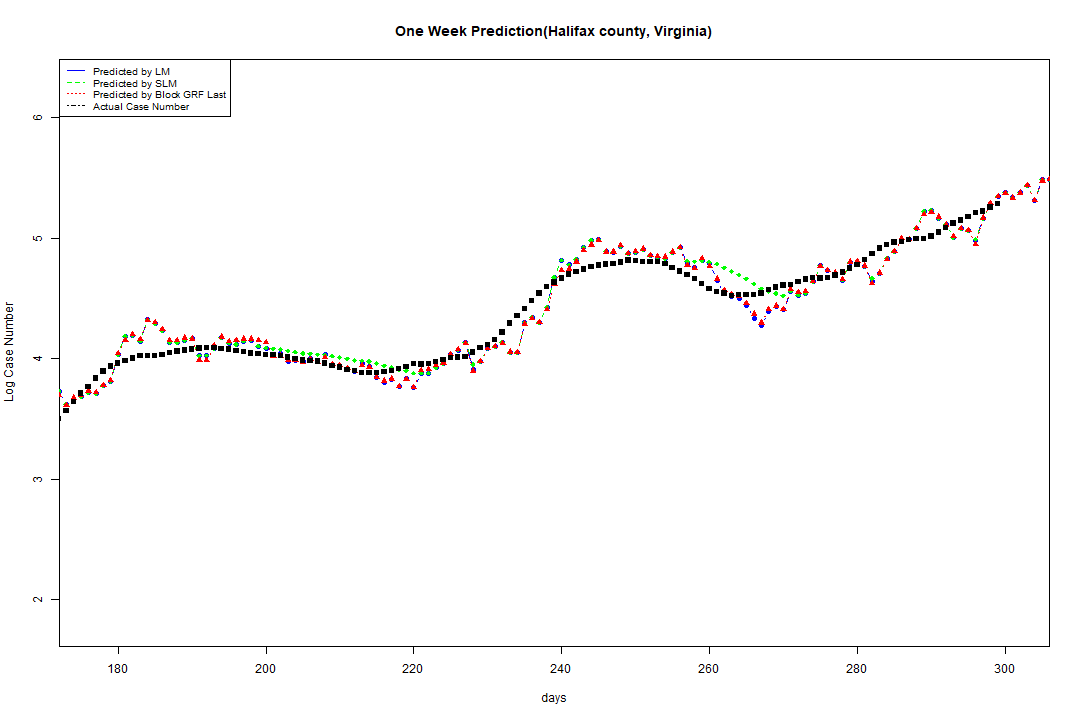 One Week Prediction(Halifax county, Virginia)
Predicted by LM
Predicted by SLM
Predicted by Block GRF Last
Actual Case Number
6
5
4
3
2
Log Case Number
180 200 220 240 260 280 300
days